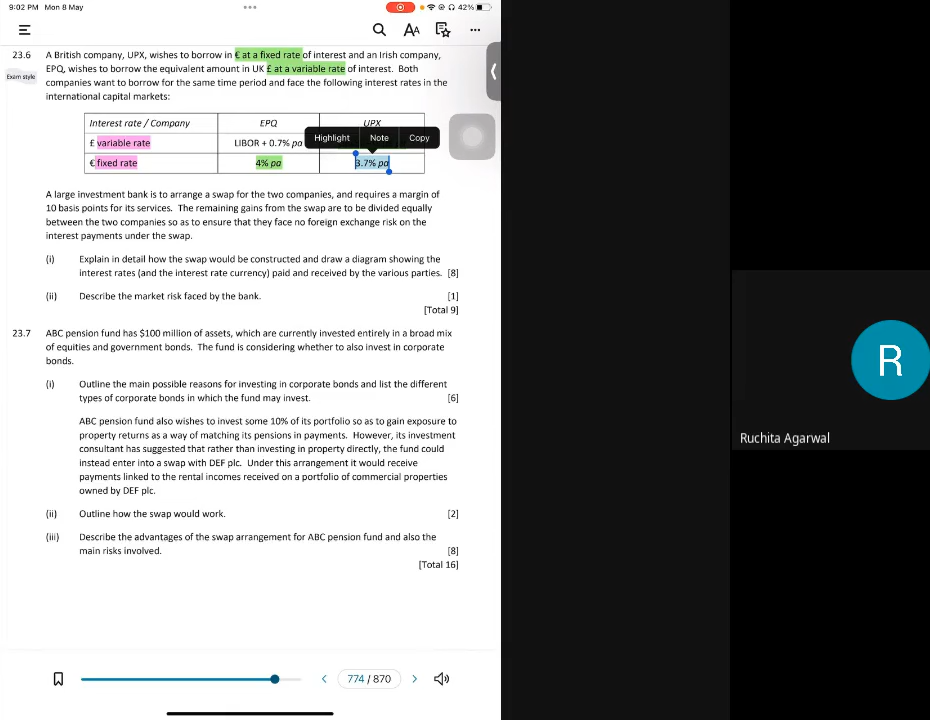 9:02 PM Mon 8 May
42%
AA
23.6 A British company, UPX, wishes to borrow in € at a fixed rate of interest and an Irish company,
Exam style EPQ, wishes to borrow the equivalent amount in UK £ at a variable rate of interest. Both
companies want to borrow for the same time period and face the following interest rates in the
international capital markets:
Interest rate / Company EPQ UPX
Highlight Note Copy
£ variable rate LIBOR + 0.7% pa
€ fixed rate 4% pa 3.7% pa
A large investment bank is to arrange a swap for the two companies, and requires a margin of
10 basis points for its services. The remaining gains from the swap are to be divided equally
between the two companies so as to ensure that they face no foreign exchange risk on the
interest payments under the swap.
(i) Explain in detail how the swap would be constructed and draw a diagram showing the
interest rates (and the interest rate currency) paid and received by the various parties. [8]
(ii) Describe the market risk faced by the bank. [1]
[Total 9]
23.7 ABC pension fund has $100 million of assets, which are currently invested entirely in a broad mix
of equities and government bonds. The fund is considering whether to also invest in corporate
bonds.
(i) Outline the main possible reasons for investing in corporate bonds and list the different
types of corporate bonds in which the fund may invest. [6]
ABC pension fund also wishes to invest some 10% of its portfolio so as to gain exposure to
property returns as a way of matching its pensions in payments. However, its investment
consultant has suggested that rather than investing in property directly, the fund could
instead enter into a swap with DEF plc. Under this arrangement it would receive
payments linked to the rental incomes received on a portfolio of commercial properties
owned by DEF plc.
(ii) Outline how the swap would work. [2]
(iii) Describe the advantages of the swap arrangement for ABC pension fund and also the
main risks involved. [8]
[Total 16]
774 / 870
R
Ruchita Agarwal